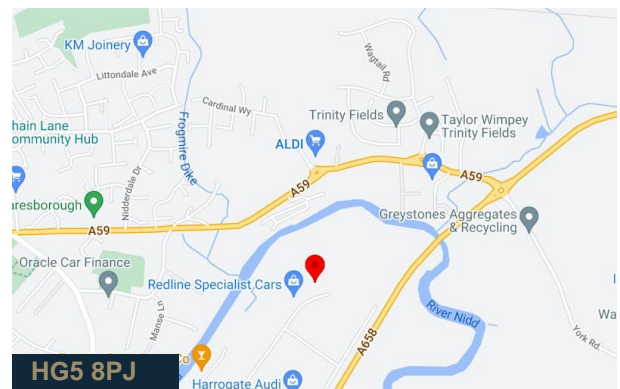 KM Joinery
Littondale Ave
Wagtail Rd
Frogmire Dike
Cardinal Wy
Trinity Fields
Taylor Wimpey
Trinity Fields
hain Lane
ommunity Hub
ALDI
A59
A59
Nidderdale Dr
aresborough
A59
Greystones Aggregates
& Recycling
Oracle Car Finance
Redline Specialist Cars
Manse Ln
River Nidd
A658
York Rd
Wa
Co
HG5 8PJ
Harrogate Audi